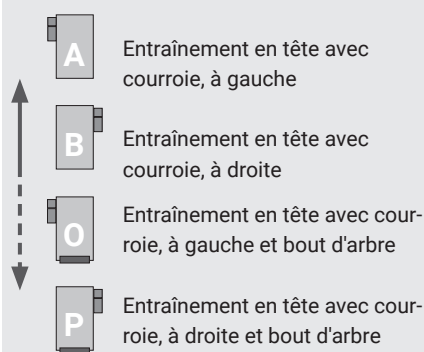 A
Entraînement en tête avec
courroie, à gauche
B
Entraînement en tête avec
courroie, à droite
O
Entraînement en tête avec cour-
roie, à gauche et bout d'arbre
P
Entraînement en tête avec cour-
roie, à droite et bout d'arbre